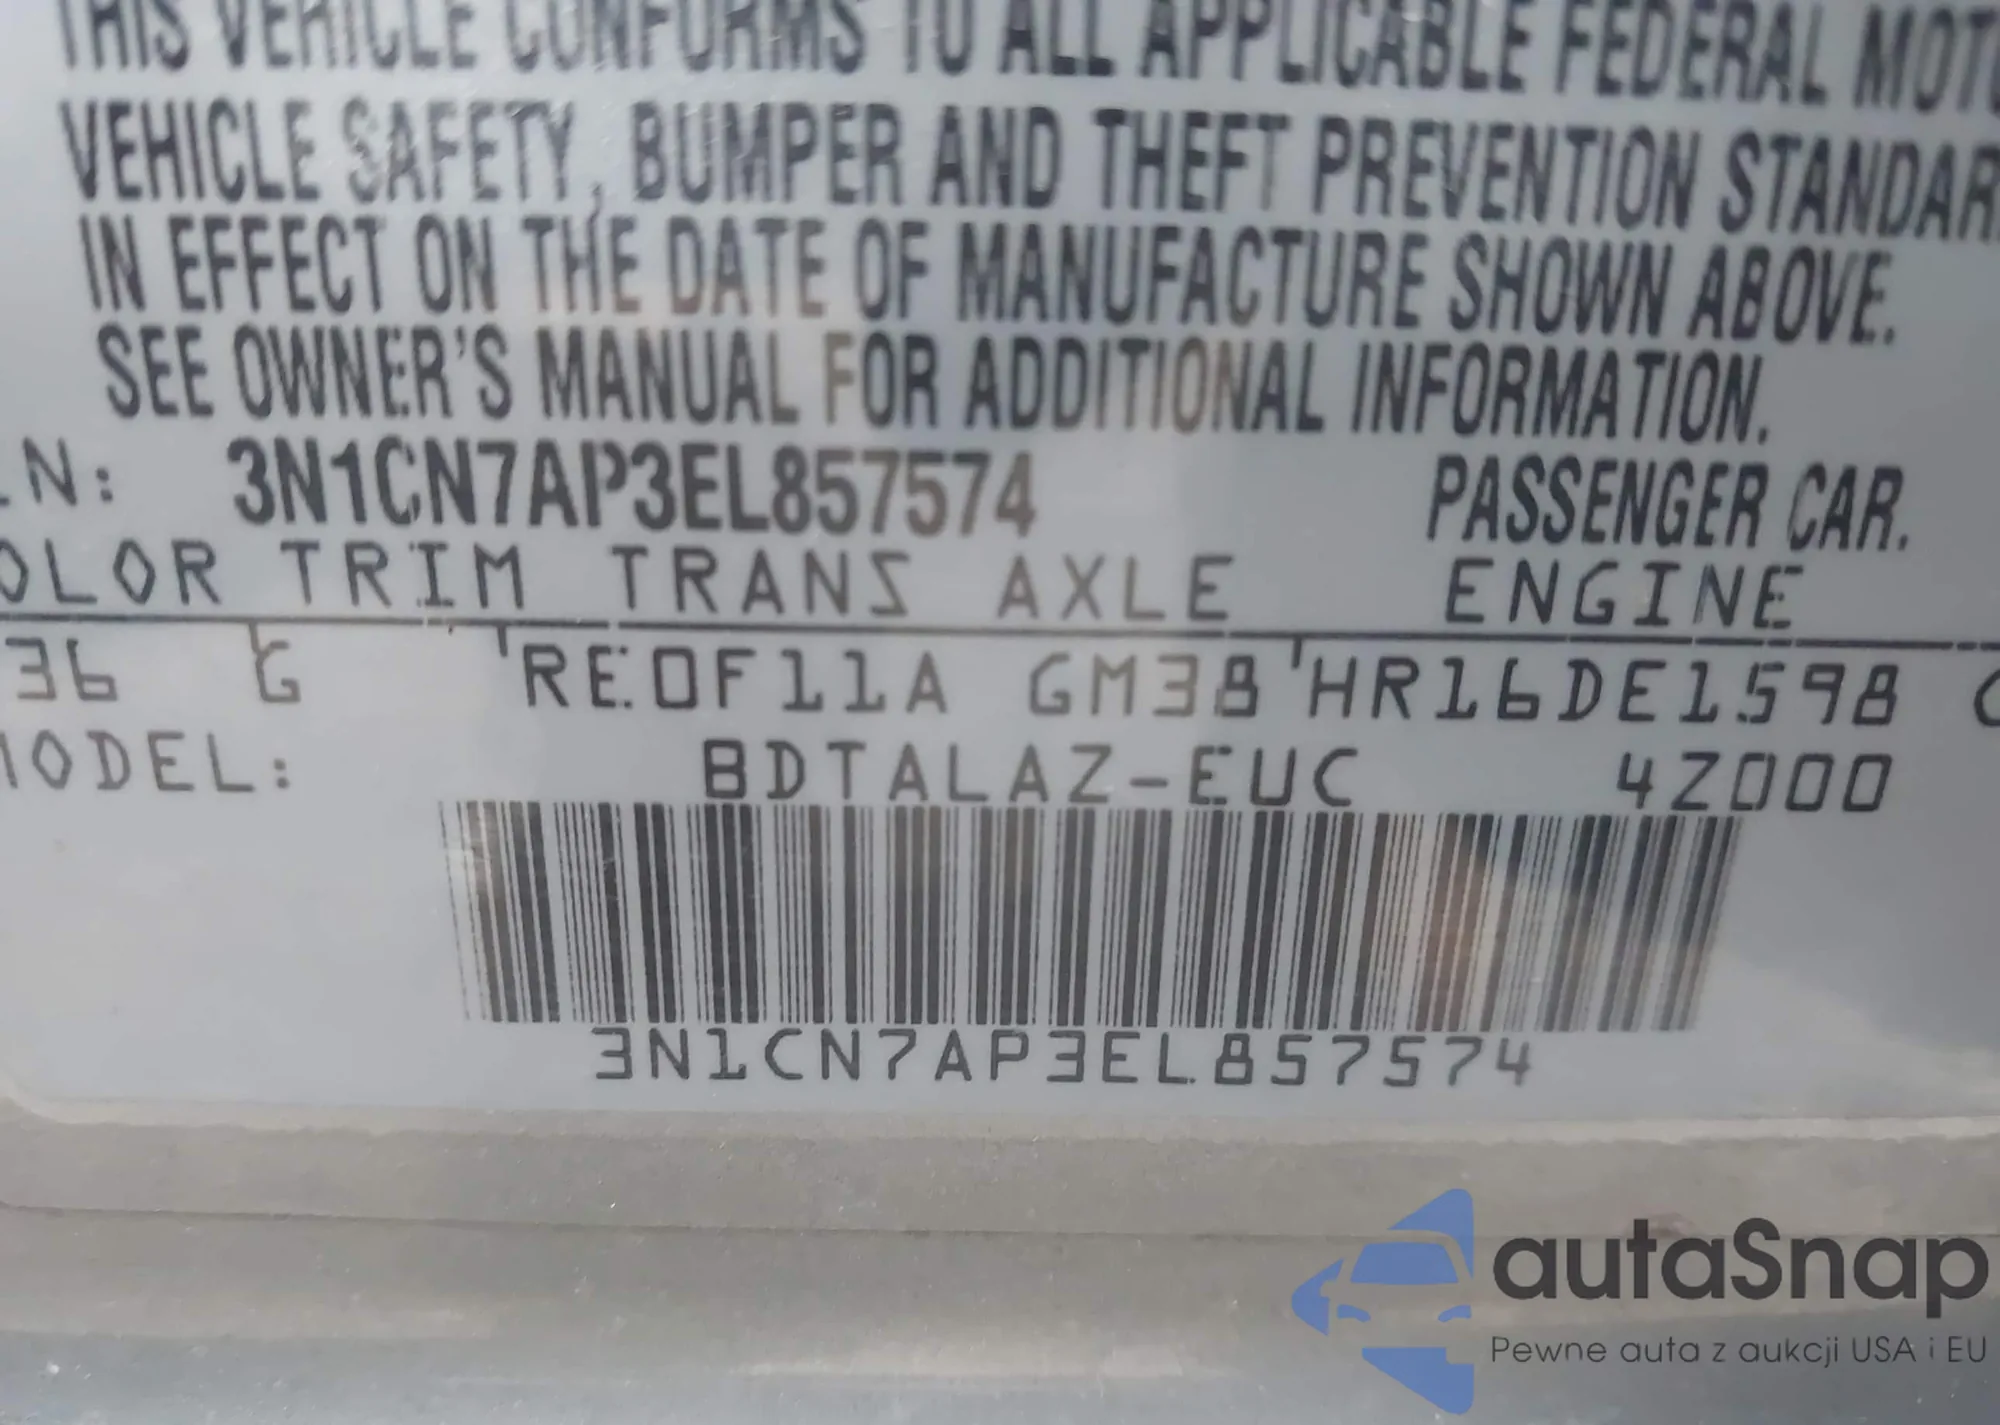 THIS VEHICLE CONFORMS TO ALL APPLICABLE FEDERAL MOTO
VEHICLE SAFETY, BUMPER AND THEFT PREVENTION STANDAR
IN EFFECT ON THE DATE OF MANUFACTURE SHOWN ABOVE.
SEE OWNER'S MANUAL FOR ADDITIONAL INFORMATION.
IN: 3N1CN7AP3EL857574 PASSENGER CAR.
OLOR TRIM TRANS AXLE ENGINE
36 G RE0F11A GM38 HR16DE1598 C
MODEL: BDTALAZ-EUC 4Z000
3N1CN7AP3EL857574
autaSnap
Pewne auta z aukcji USA i EU